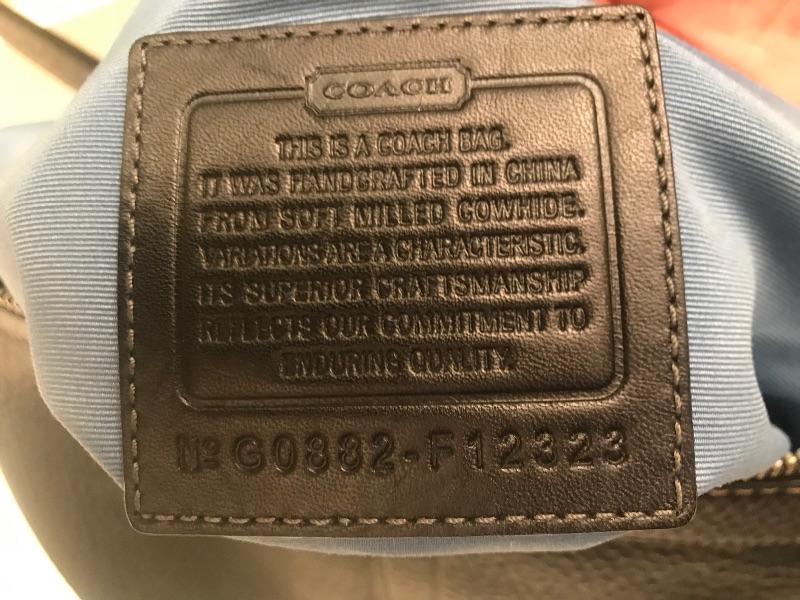 COACH
THIS IS A COACH BAG.
IT WAS HANDCRAFTED IN CHINA
FROM SOFT MILLED COWHIDE.
VARIATIONS ARE A CHARACTERISTIC.
ITS SUPERIOR CRAFTSMANSHIP
REFLECTS OUR COMMITMENT TO
ENDURING QUALITY.
Nº G0882-F12323